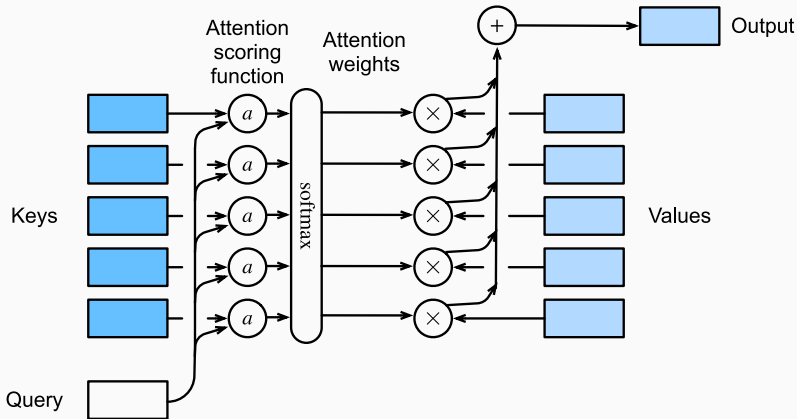 Attention
scoring
function
Attention
weights
+
Output
a
×
a
×
Keys
a
softmax
×
Values
a
×
a
×
Query